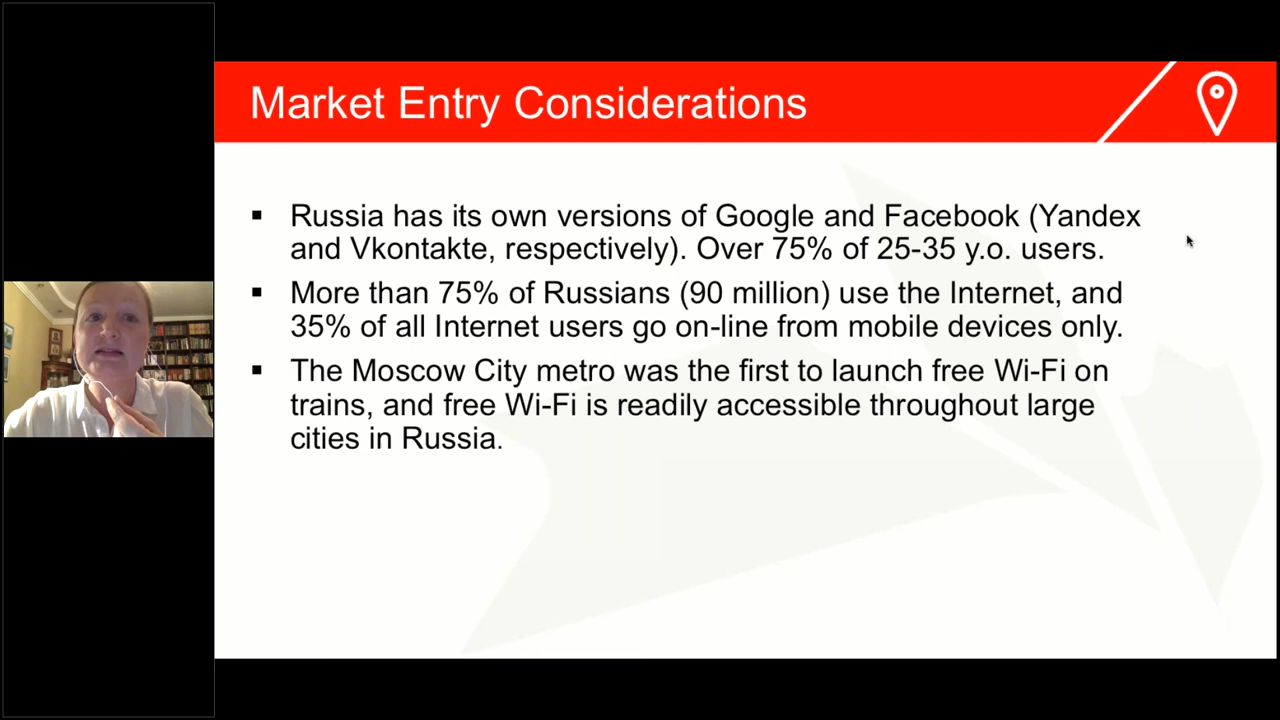 Market Entry Considerations
▪ Russia has its own versions of Google and Facebook (Yandex
and Vkontakte, respectively). Over 75% of 25-35 y.o. users.
▪ More than 75% of Russians (90 million) use the Internet, and
35% of all Internet users go on-line from mobile devices only.
▪ The Moscow City metro was the first to launch free Wi-Fi on
trains, and free Wi-Fi is readily accessible throughout large
cities in Russia.